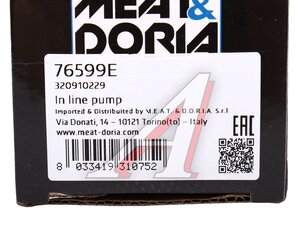 MEAT&
DORIA
76599E
320910229
In line pump
Imported & Distribuited by M.E.A.T. & D.O.R.I.A. S.r.l
Via Donati, 14 - 10121 Torino(to) - Italy
www.meat-doria.com
EAC
8 033419 310752